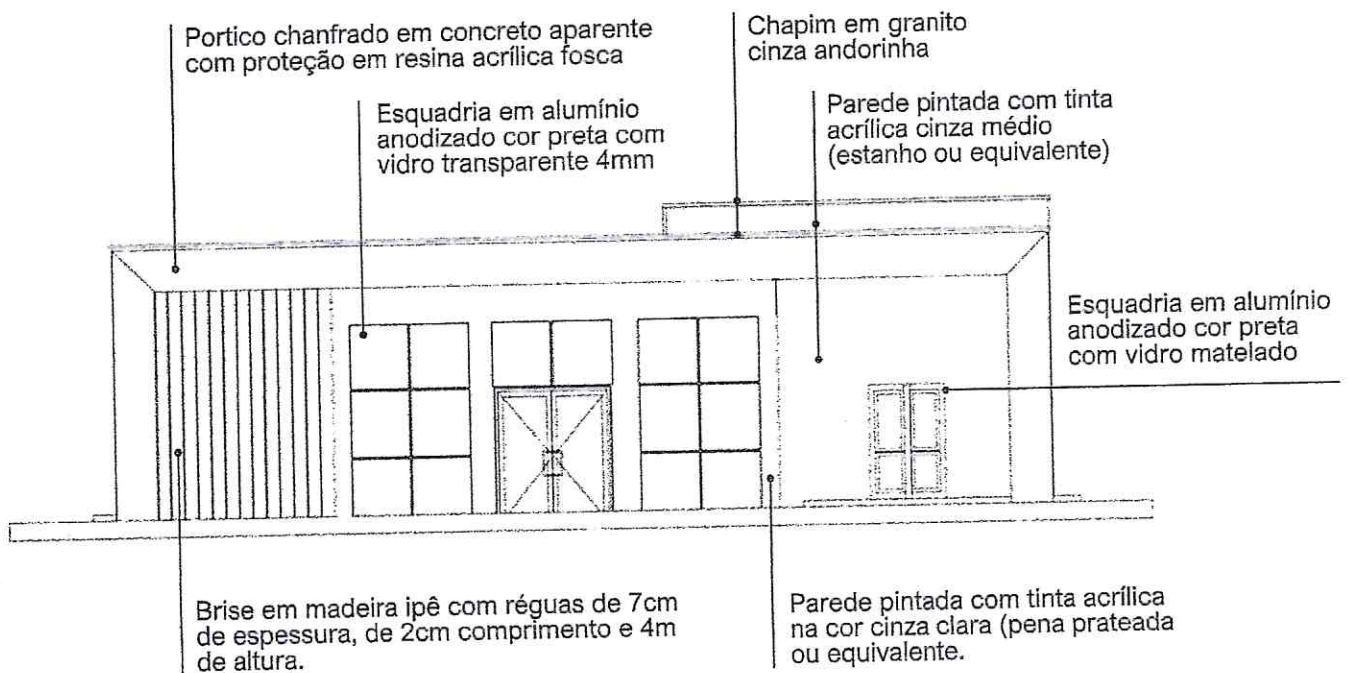 Portico chanfrado em concreto aparente
com proteção em resina acrílica fosca
Chapim em granito
cinza andorinha
Esquadria em alumínio
anodizado cor preta com
vidro transparente 4mm
Parede pintada com tinta
acrílica cinza médio
(estanho ou equivalente)
Esquadria em alumínio
anodizado cor preta
com vidro matelado
Brise em madeira ipê com réguas de 7cm
de espessura, de 2cm comprimento e 4m
de altura.
Parede pintada com tinta acrílica
na cor cinza clara (pena prateada
ou equivalente.